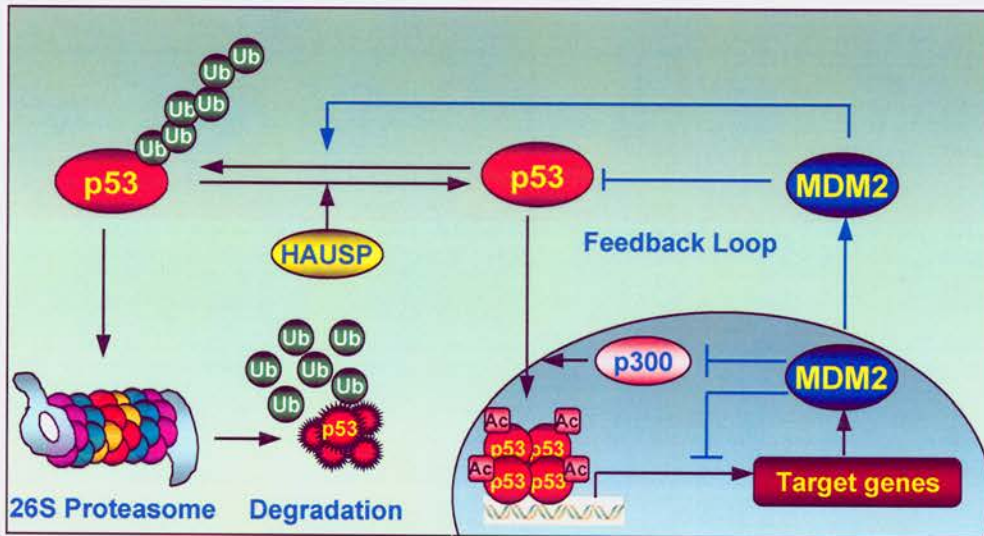 Ub
Ub
Ub
Ub
Ub
Ub
p53
p53
MDM2
HAUSP
Feedback Loop
Ub
Ub
Ub
Ub
Ub
Ub
p53
p300
MDM2
Ac
Ac
p53
p53
Ac
p53
p53
Ac
Target genes
26S Proteasome
Degradation